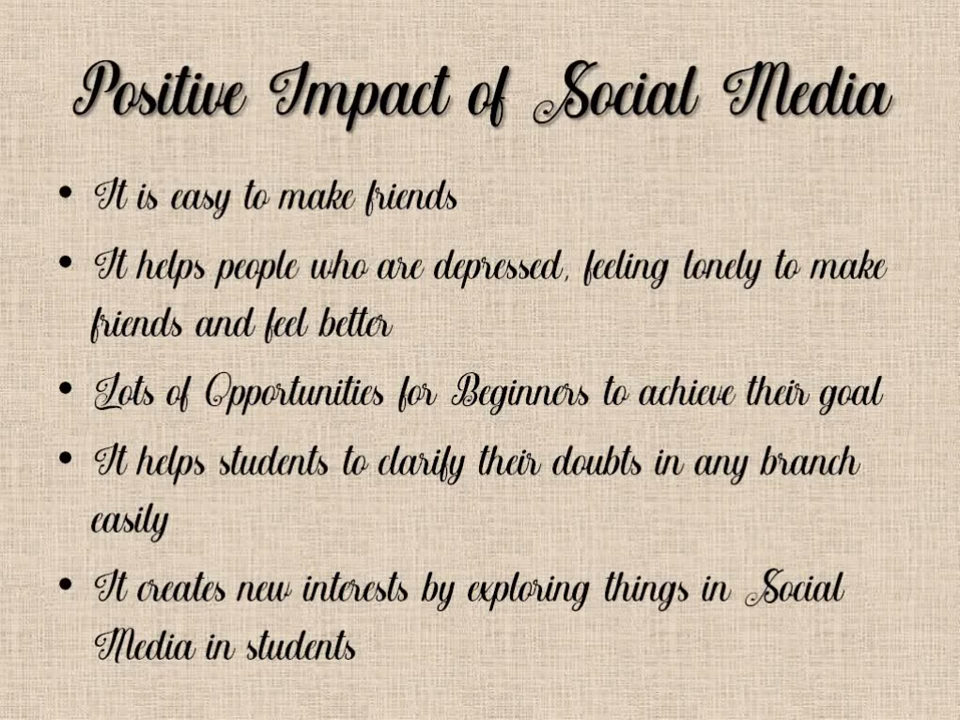 Positive Impact of Social Media
• It is easy to make friends
• It helps people who are depressed, feeling lonely to make
friends and feel better
• Lots of Opportunities for Beginners to achieve their goal
• It helps students to clarify their doubts in any branch
easily
• It creates new interests by exploring things in Social
Media in students